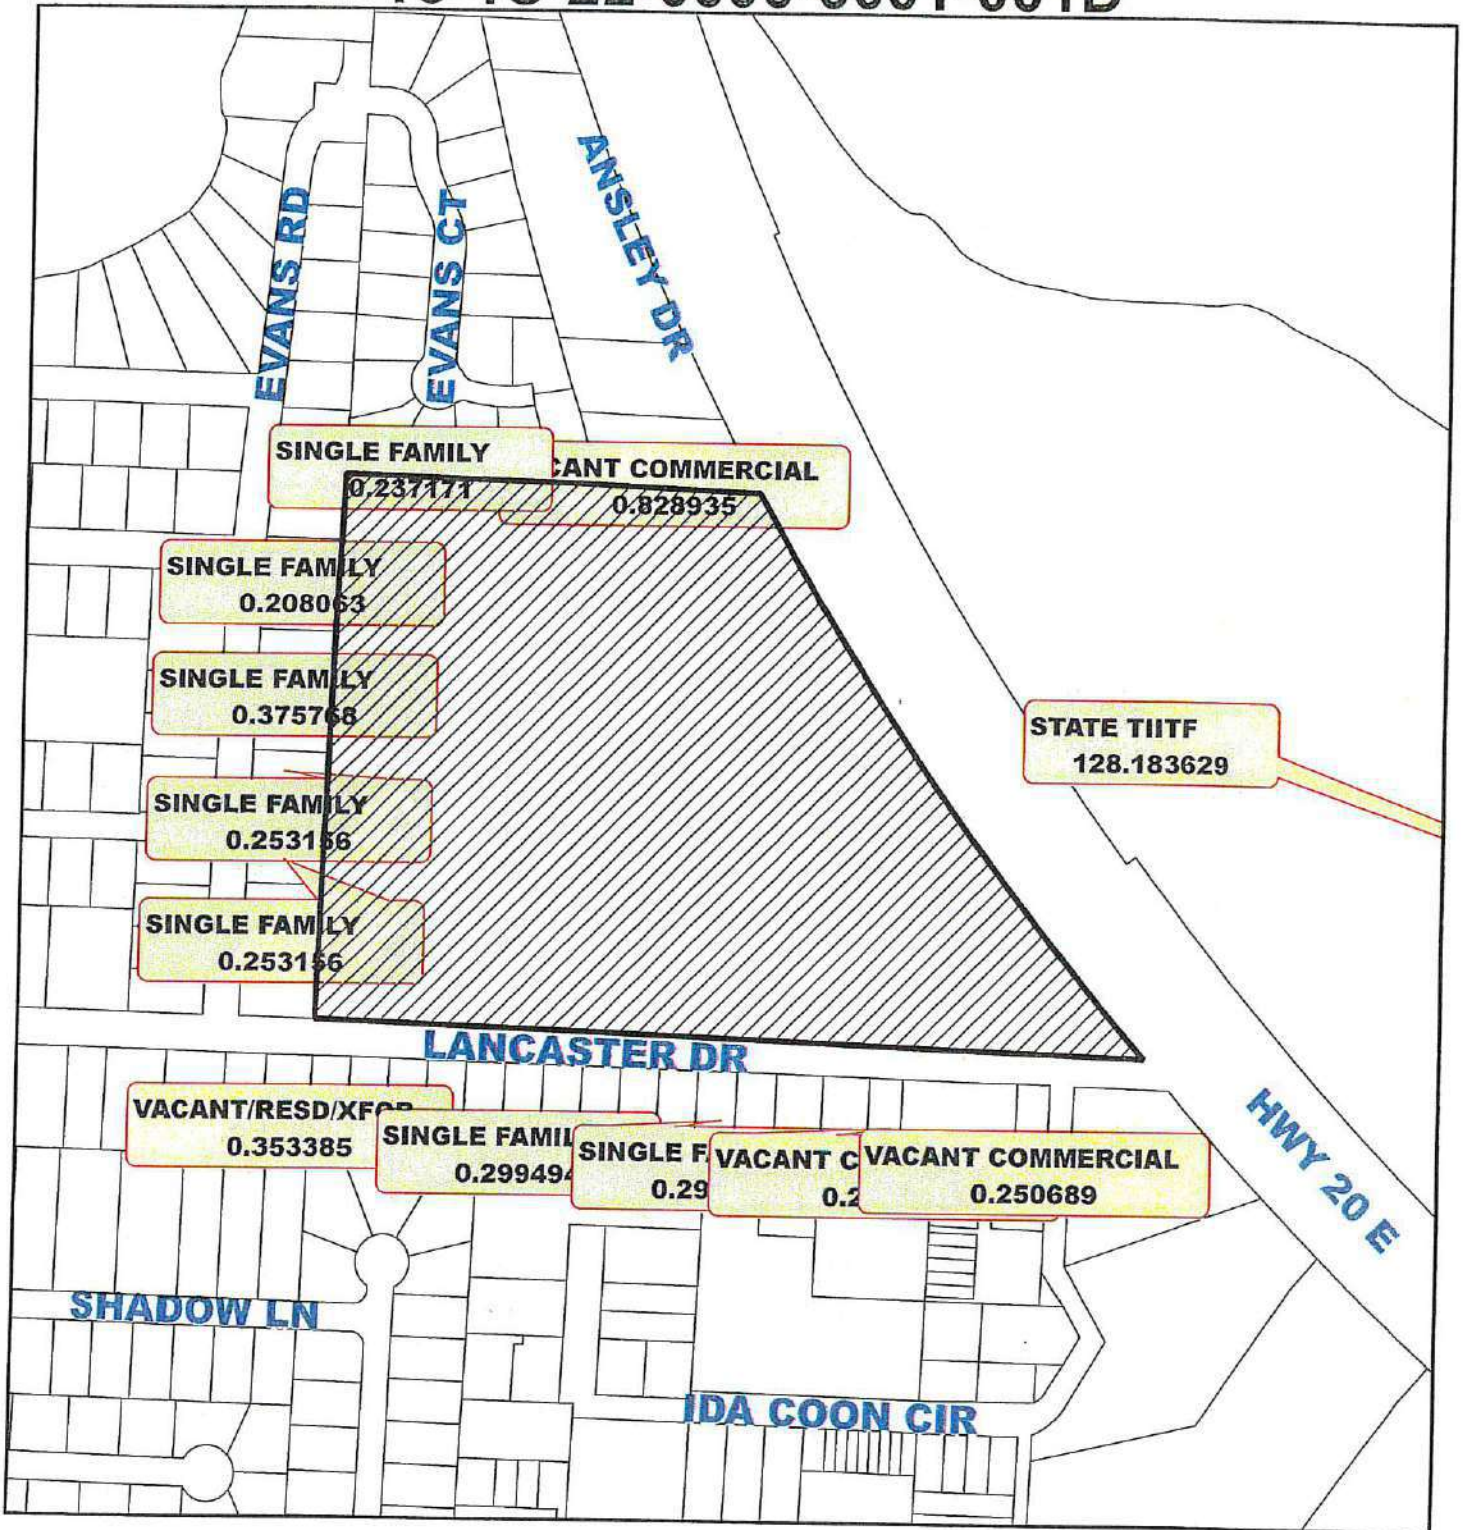 ANSLEY DR
EVANS RD
EVANS CT
SINGLE FAMILY
0.237171
CANT COMMERCIAL
0.828935
SINGLE FAMILY
0.208063
SINGLE FAMILY
0.375768
STATE TIITF
128.183629
SINGLE FAMILY
0.253156
SINGLE FAMILY
0.253156
LANCASTER DR
VACANT/RESD/XFOB
0.353385
SINGLE FAMIL
0.299494
SINGLE F
0.29
VACANT C
0.2
VACANT COMMERCIAL
0.250689
HWY 20 E
SHADOW LN
IDA COON CIR